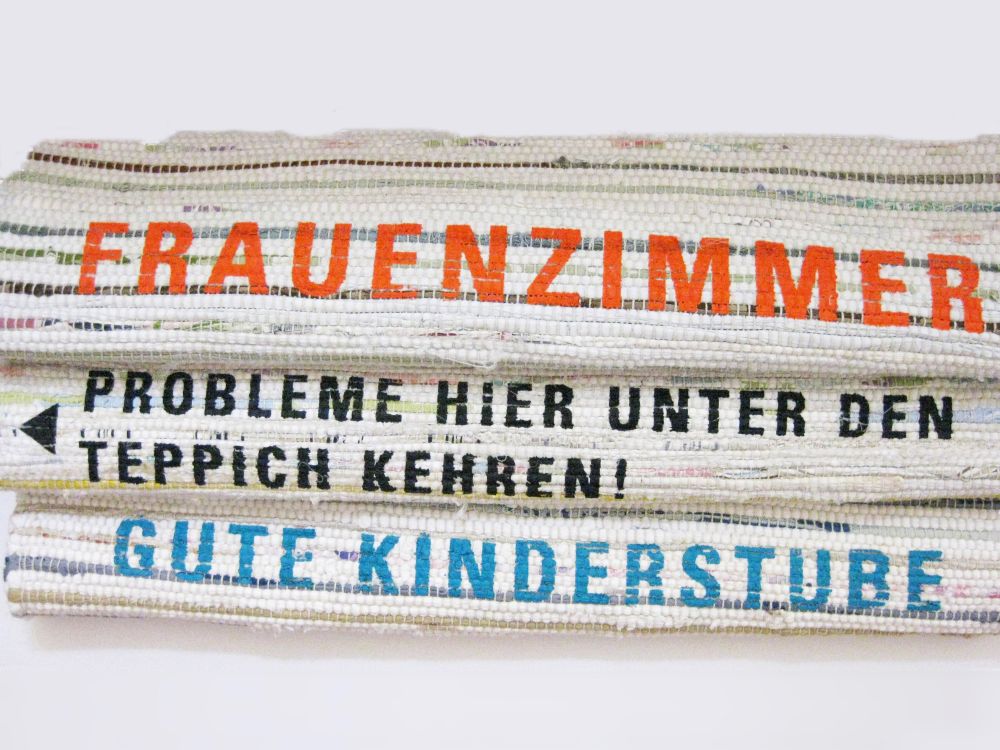 FRAUENZIMMER
PROBLEME HiER UNTER DEN
TEPPiCH KEHREN!
GUTE KINDERSTUBE